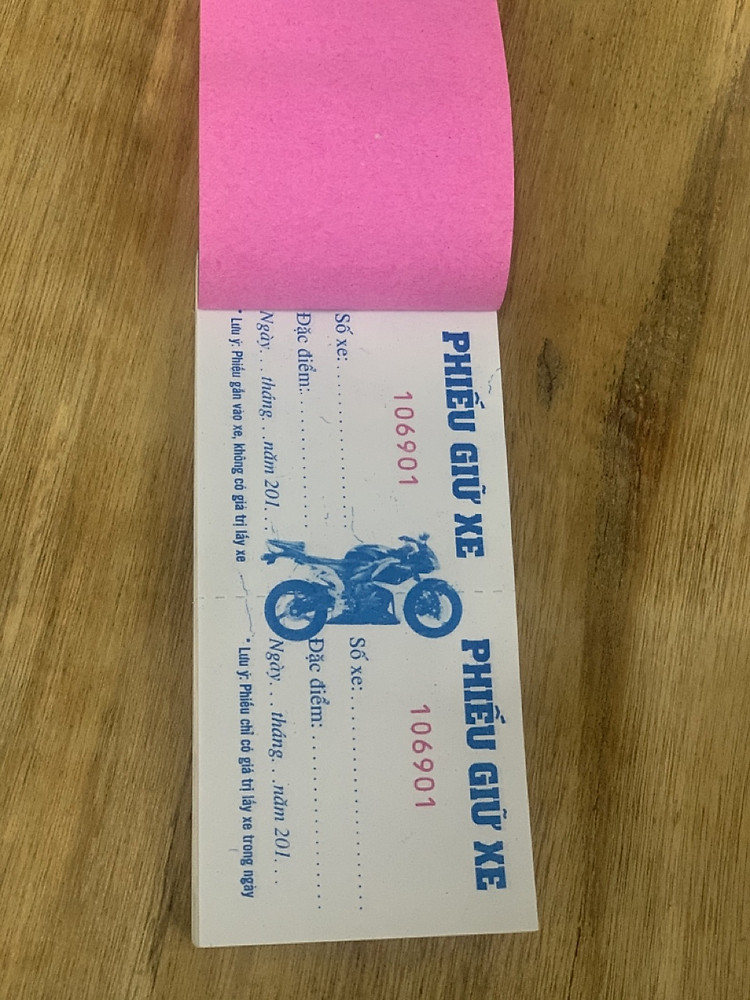 PHIẾU GIỮ XE
106901
Số xe:..................
Đặc điểm:..................
Ngày... tháng...năm 201...
* Lưu ý: Phiếu gắn vào xe, không có giá trị lấy xe
PHIẾU GIỮ XE
106901
Số xe:..................
Đặc điểm:..................
Ngày... tháng...năm 201...
* Lưu ý: Phiếu chỉ có giá trị lấy xe trong ngày